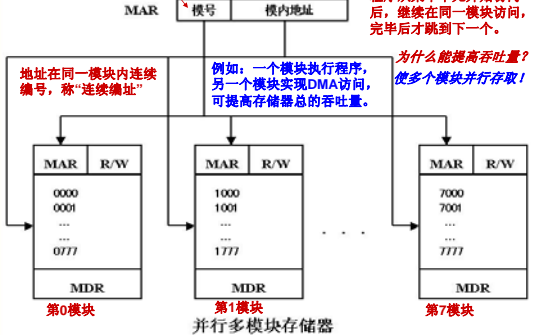 MAR
模号
模内地址
后，继续在同一模块访问，
完毕后才跳到下一个。
为什么能提高吞吐量？
使多个模块并行存取！
地址在同一模块内连续
编号，称“连续编址”
例如：一个模块执行程序，
另一个模块实现DMA访问，
可提高存储器总的吞吐量。
MAR R/W
0000
0001
...
...
0777
MDR
第0模块
MAR R/W
1000
1001
...
...
1777
MDR
第1模块
. . .
MAR R/W
7000
7001
...
...
7777
MDR
第7模块
并行多模块存储器